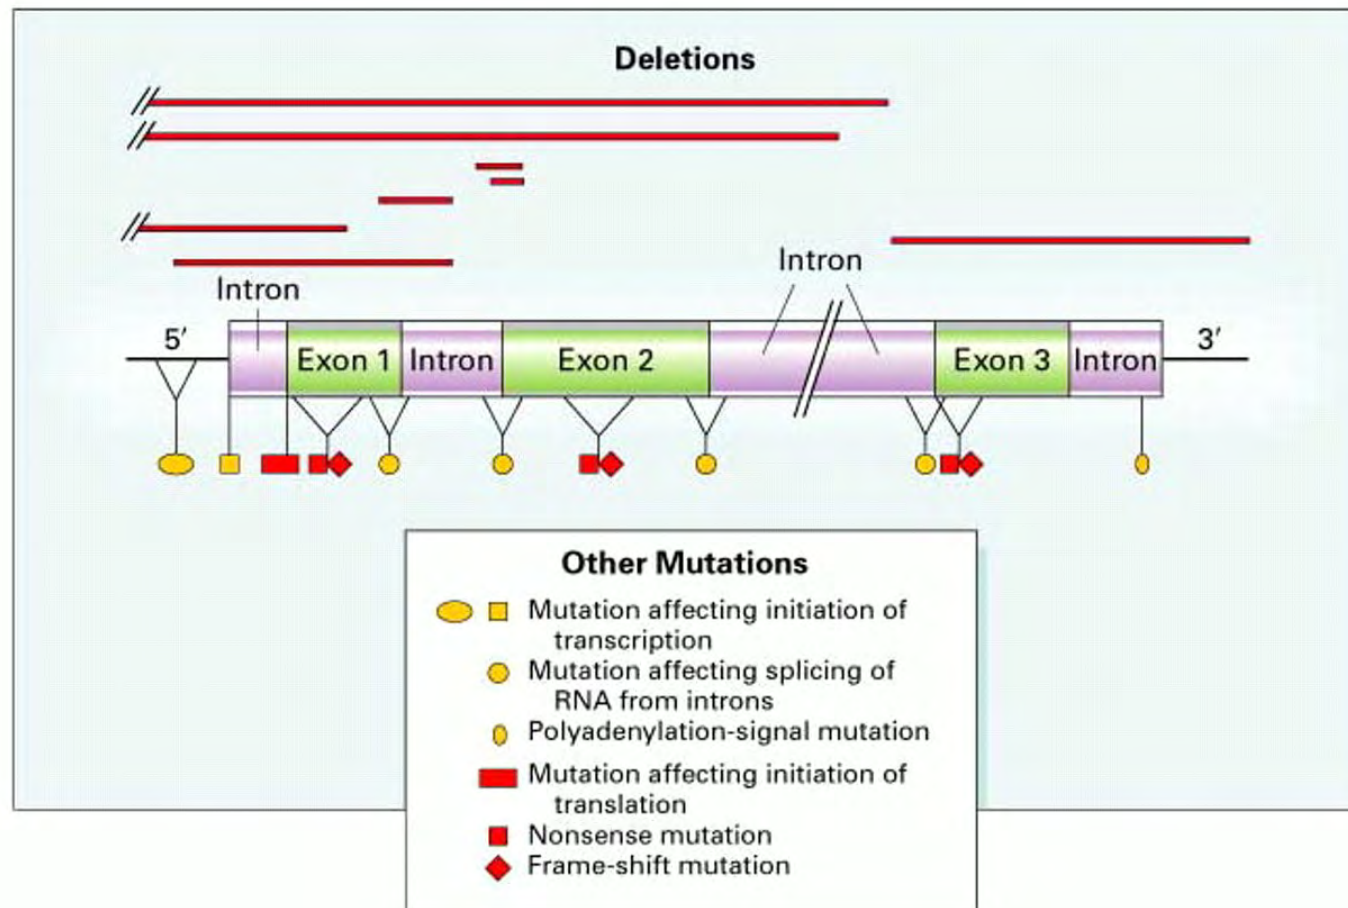 Deletions
Intron
Intron
5′
Exon 1
Intron
Exon 2
Exon 3
Intron
3′
Other Mutations
Mutation affecting initiation of
transcription
Mutation affecting splicing of
RNA from introns
Polyadenylation-signal mutation
Mutation affecting initiation of
translation
Nonsense mutation
Frame-shift mutation